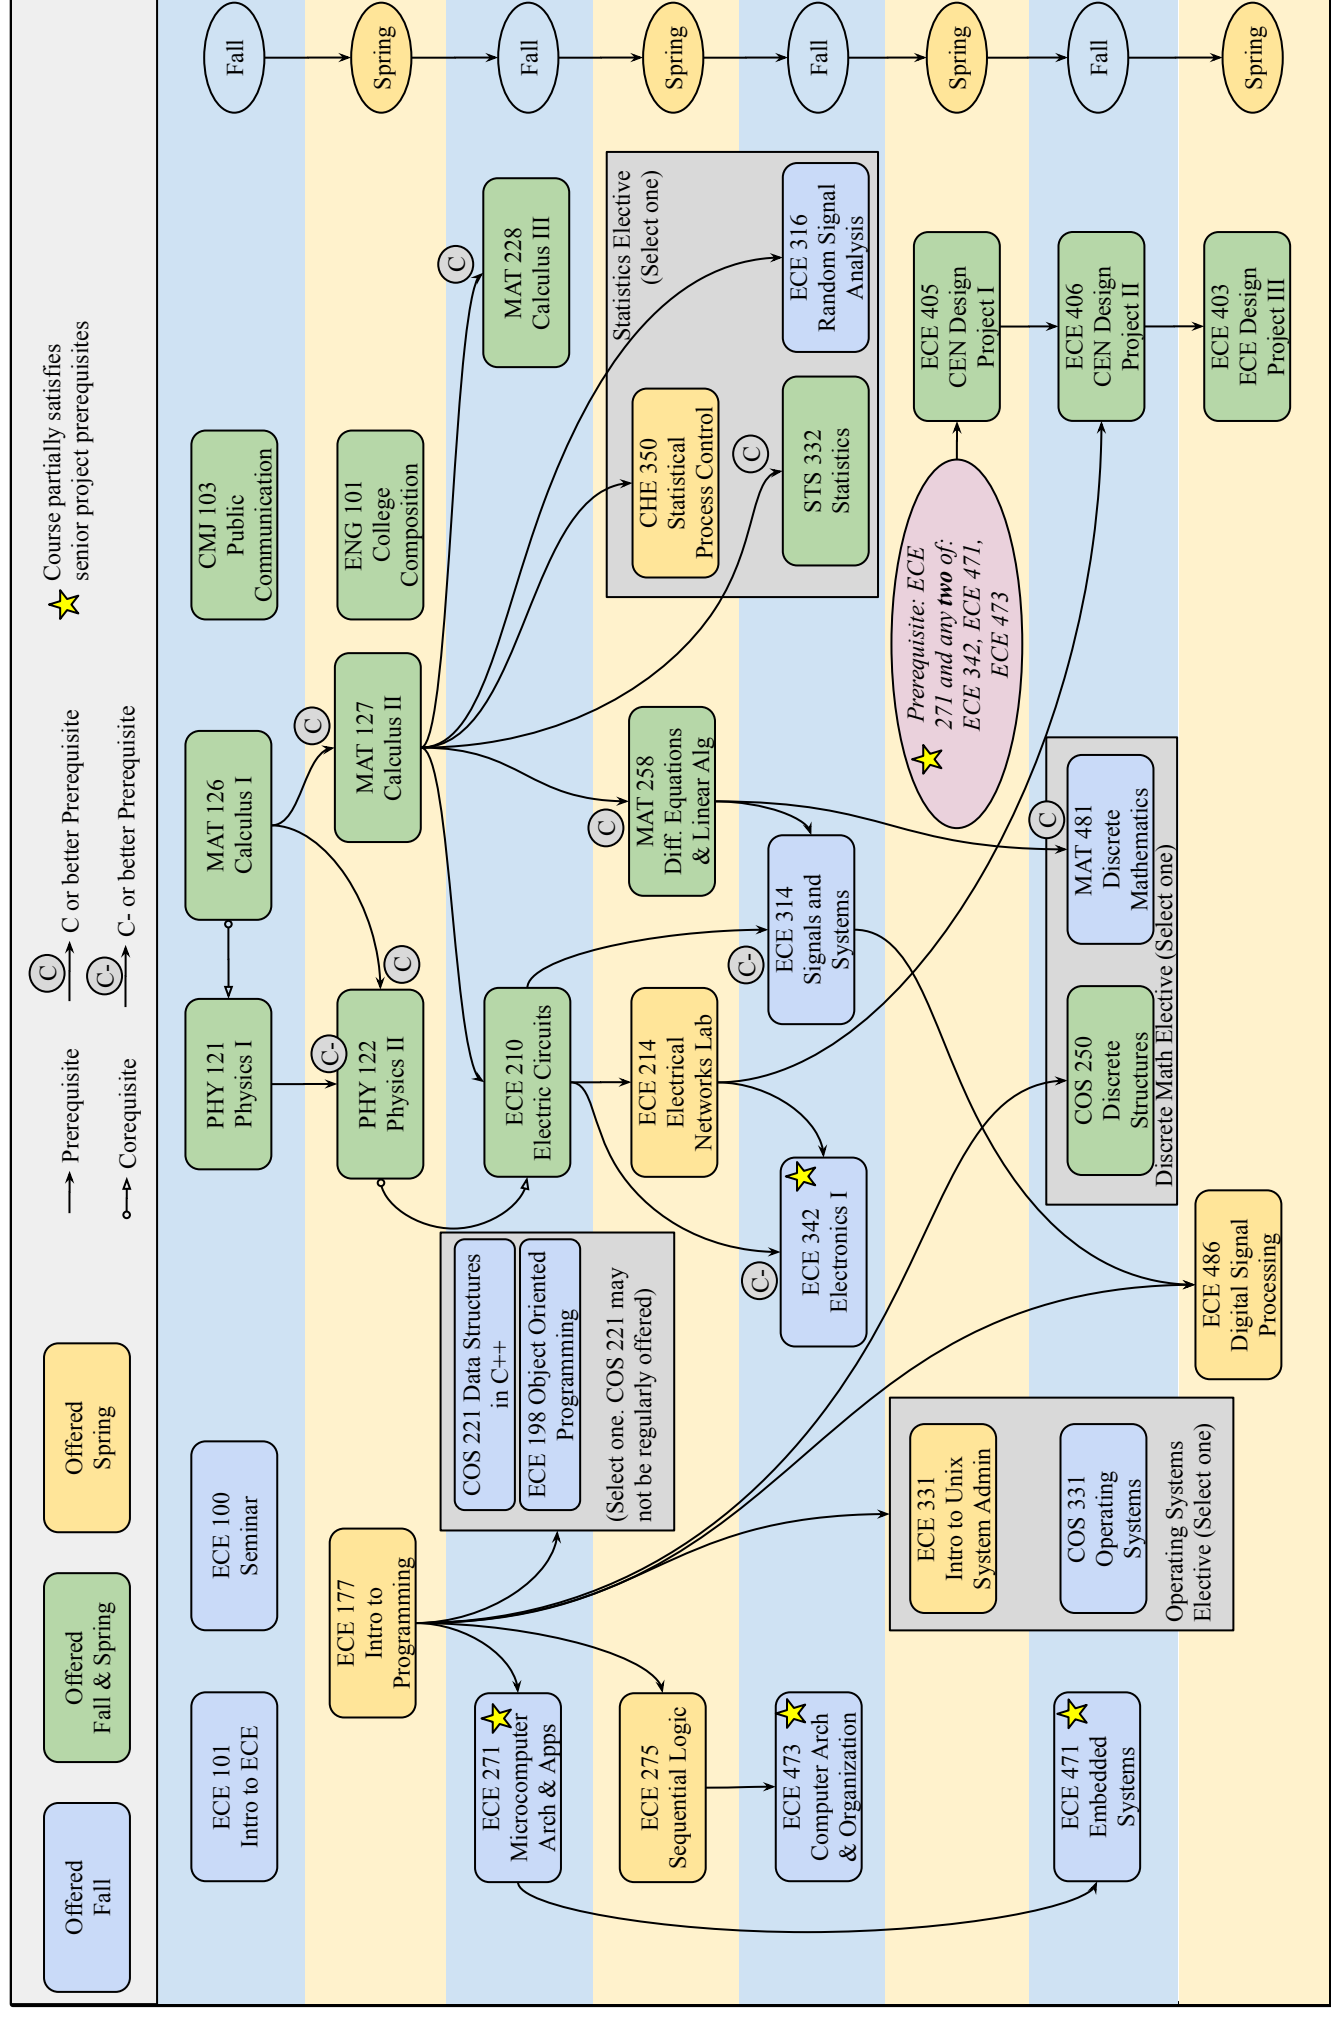 Offered
Fall
Offered
Fall & Spring
Offered
Spring
Prerequisite
Corequisite
C
C or better Prerequisite
C-
C- or better Prerequisite
Course partially satisfies
senior project prerequisites
ECE 101
Intro to ECE
ECE 100
Seminar
PHY 121
Physics I
MAT 126
Calculus I
CMJ 103
Public
Communication
Fall
ECE 177
Intro to
Programming
C-
PHY 122
Physics II
C
C
MAT 127
Calculus II
ENG 101
College
Composition
Spring
ECE 271
Microcomputer
Arch & Apps
COS 221 Data Structures
in C++
ECE 198 Object Oriented
Programming
(Select one. COS 221 may
not be regularly offered)
ECE 210
Electric Circuits
C
MAT 228
Calculus III
Fall
ECE 275
Sequential Logic
ECE 214
Electrical
Networks Lab
C
MAT 258
Diff. Equations
& Linear Alg
Statistics Elective
(Select one)
CHE 350
Statistical
Process Control
Spring
ECE 473
Computer Arch
& Organization
C-
ECE 342
Electronics I
C-
ECE 314
Signals and
Systems
C
STS 332
Statistics
ECE 316
Random Signal
Analysis
Fall
ECE 331
Intro to Unix
System Admin
Prerequisite: ECE
271 and any two of:
ECE 342, ECE 471,
ECE 473
ECE 405
CEN Design
Project I
Spring
ECE 471
Embedded
Systems
COS 331
Operating
Systems
Operating Systems
Elective (Select one)
COS 250
Discrete
Structures
C
MAT 481
Discrete
Mathematics
Discrete Math Elective (Select one)
ECE 406
CEN Design
Project II
Fall
ECE 486
Digital Signal
Processing
ECE 403
ECE Design
Project III
Spring